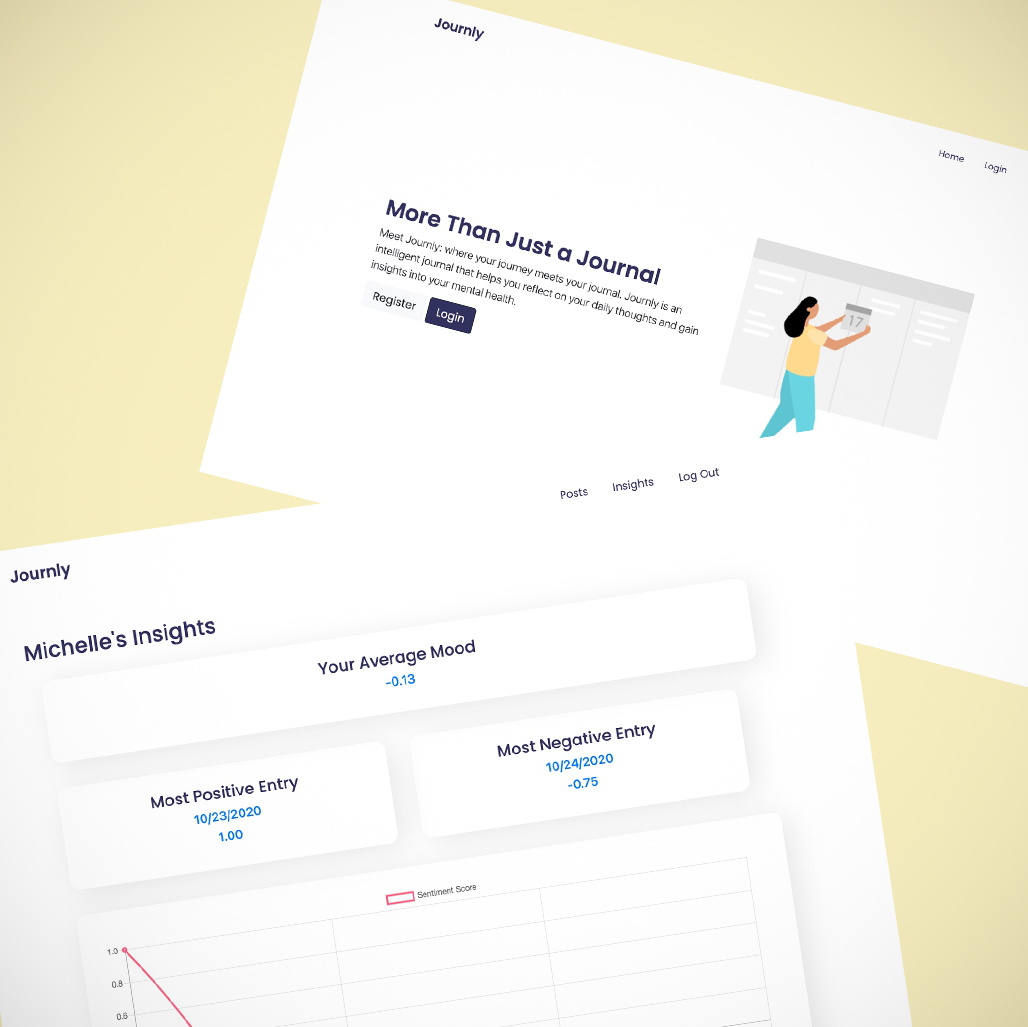 Journly
Home
Login
More Than Just a Journal
Meet Journly: where your journey meets your journal. Journly is an
intelligent journal that helps you reflect on your daily thoughts and gain
insights into your mental health.
Register
Login
17
Posts
Insights
Log Out
Journly
Michelle's Insights
Your Average Mood
-0.13
Most Positive Entry
10/23/2020
1.00
Most Negative Entry
10/24/2020
-0.75
Sentiment Score
1.0
0.8
0.6